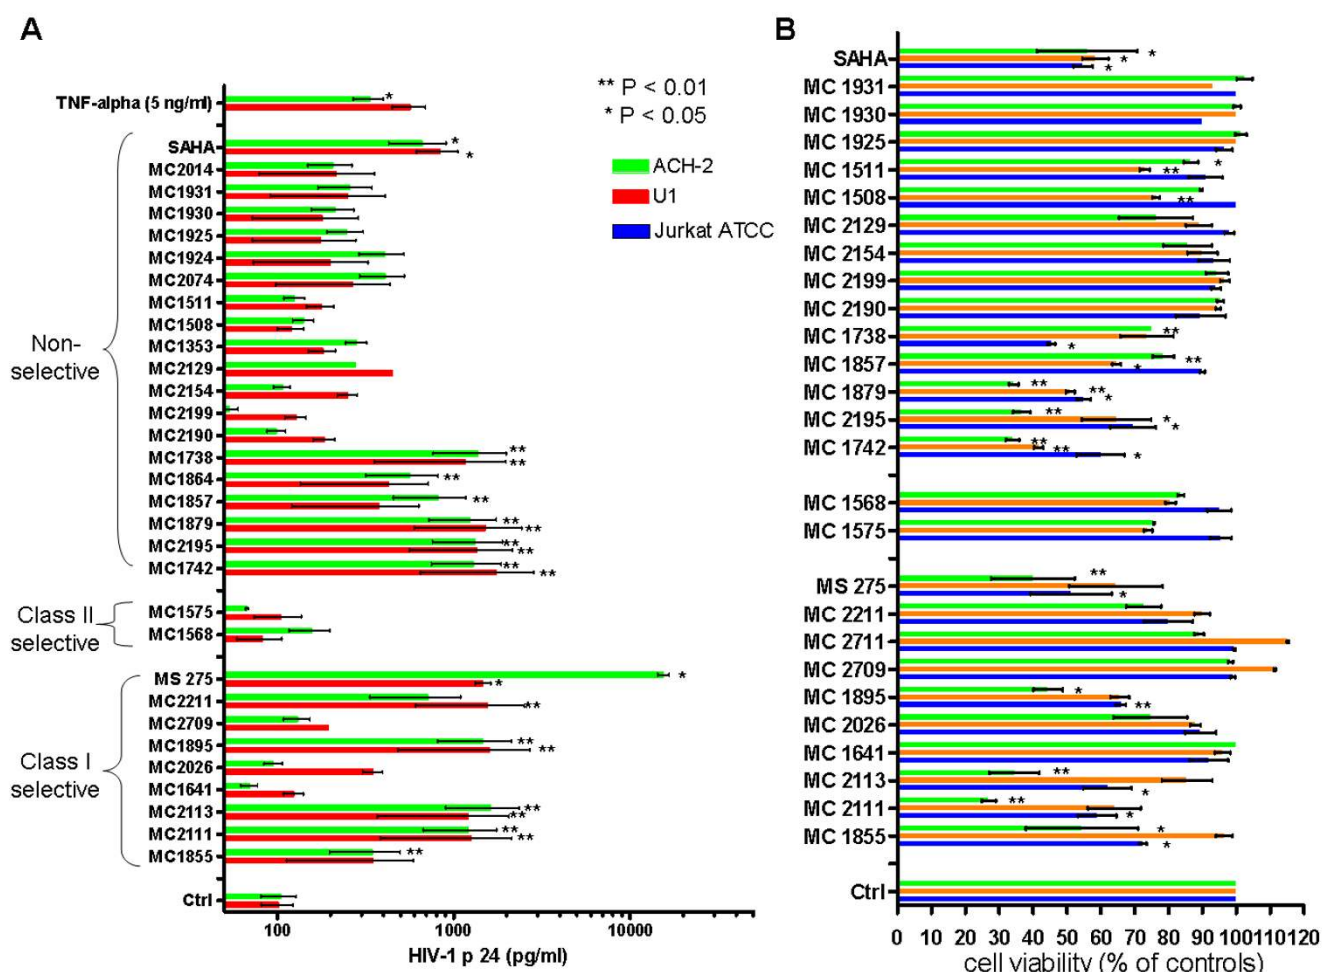 A
TNF-alpha (5 ng/ml)
*
** P < 0.01
* P < 0.05
ACH-2
U1
Jurkat ATCC
Non-
selective
SAHA
*
*
MC2014
MC1931
MC1930
MC1925
MC1924
MC2074
MC1511
MC1508
MC1353
MC2129
MC2154
MC2199
MC2190
MC1738
**
**
MC1864
**
MC1857
**
MC1879
**
**
MC2195
**
**
MC1742
**
**
Class II
selective
MC1575
MC1568
Class I
selective
MS 275
*
*
MC2211
**
MC2709
MC1895
**
**
MC2026
MC1641
MC2113
**
**
MC2111
**
**
MC1855
**
Ctrl
100 1000 10000
HIV-1 p 24 (pg/ml)
B
SAHA
*
*
*
MC 1931
MC 1930
MC 1925
MC 1511
*
**
MC 1508
**
MC 2129
MC 2154
MC 2199
MC 2190
MC 1738
**
*
MC 1857
**
*
MC 1879
**
**
*
MC 2195
**
*
*
MC 1742
**
**
*
MC 1568
MC 1575
MS 275
**
*
MC 2211
MC 2711
MC 2709
MC 1895
*
**
MC 2026
MC 1641
MC 2113
**
*
MC 2111
**
*
MC 1855
*
*
Ctrl
0 10 20 30 40 50 60 70 80 90 100 110 120
cell viability (% of controls)